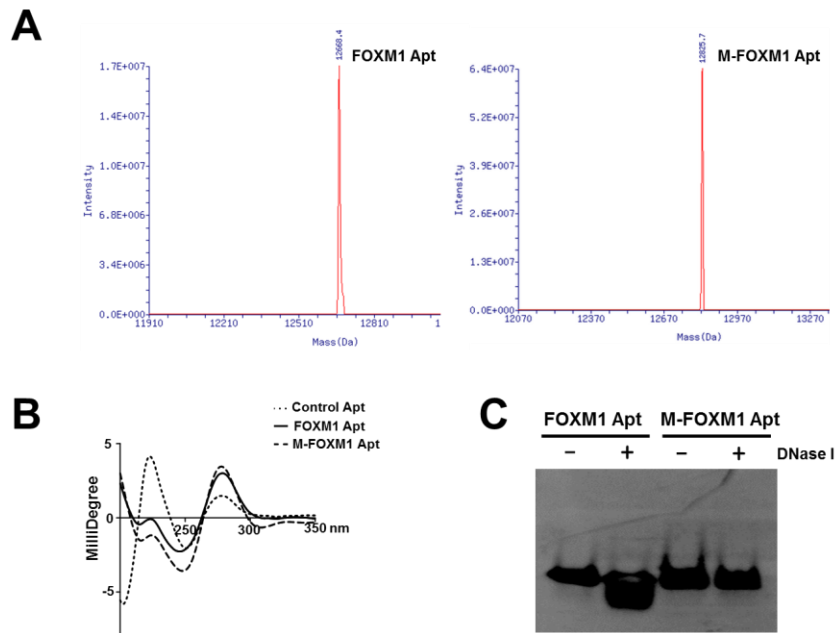 A
12660.4
FOXM1 Apt
1.7E+007
1.4E+007
1.0E+007
6.8E+006
3.4E+006
0.0E+000
Intensity
11910
12210
12510
12810
1
Mass(Da)
12825.7
M-FOXM1 Apt
6.4E+007
5.2E+007
3.9E+007
2.6E+007
1.3E+007
0.0E+000
Intensity
12070
12370
12670
12970
13270
Mass(Da)
B
Control Apt
FOXM1 Apt
M-FOXM1 Apt
5
0
-5
MilliDegree
250
300
350 nm
C
FOXM1 Apt M-FOXM1 Apt
− + − + DNase I